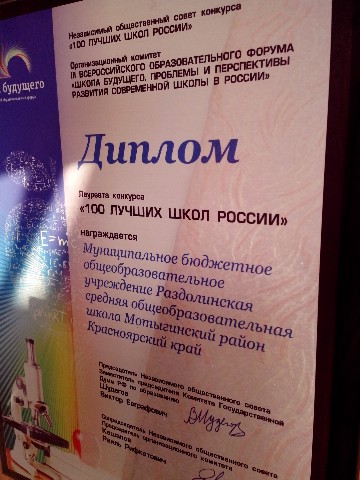 Независимый общественный совет конкурса
«100 ЛУЧШИХ ШКОЛ РОССИИ»
Организационный комитет
IX ВСЕРОССИЙСКОГО ОБРАЗОВАТЕЛЬНОГО ФОРУМА
«ШКОЛА БУДУЩЕГО. ПРОБЛЕМЫ И ПЕРСПЕКТИВЫ
РАЗВИТИЯ СОВРЕМЕННОЙ ШКОЛЫ В РОССИИ»
будущего
Диплом
Лауреата конкурса
«100 ЛУЧШИХ ШКОЛ РОССИИ»
награждается
Муниципальное бюджетное
общеобразовательное
учреждение Раздолинская
средняя общеобразовательная
школа Мотыгинский район
Красноярский край
Председатель Независимого общественного совета
Заместитель председателя Комитета Государственной
Думы РФ по образованию
Шудегов
Виктор Евграфович
Сопредседатель Независимого общественного совета
Председатель организационного комитета
Кешапов
Раиль Рифкатович